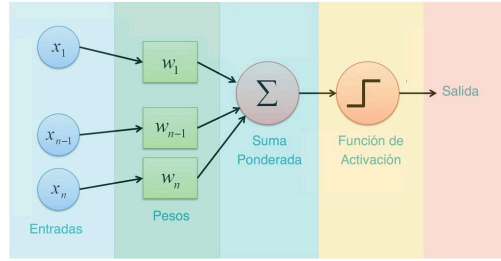 x1
w1
xn−1
wn−1
xn
wn
Σ
Entradas
Pesos
Suma
Ponderada
Función de
Activación
Salida